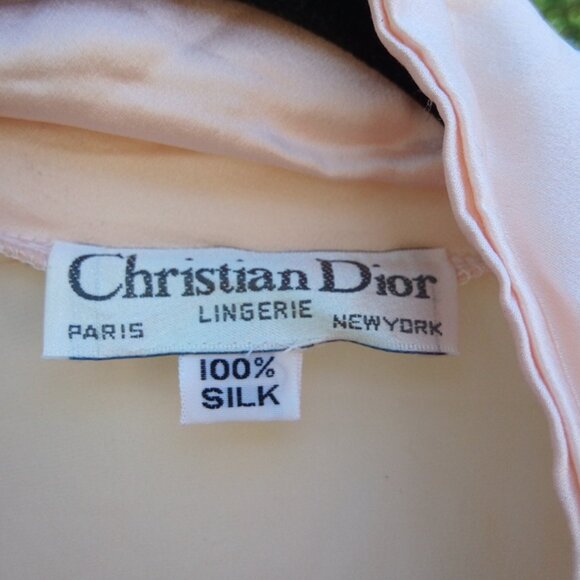 Christian Dior
LINGERIE
PARIS NEWYORK
100%
SILK